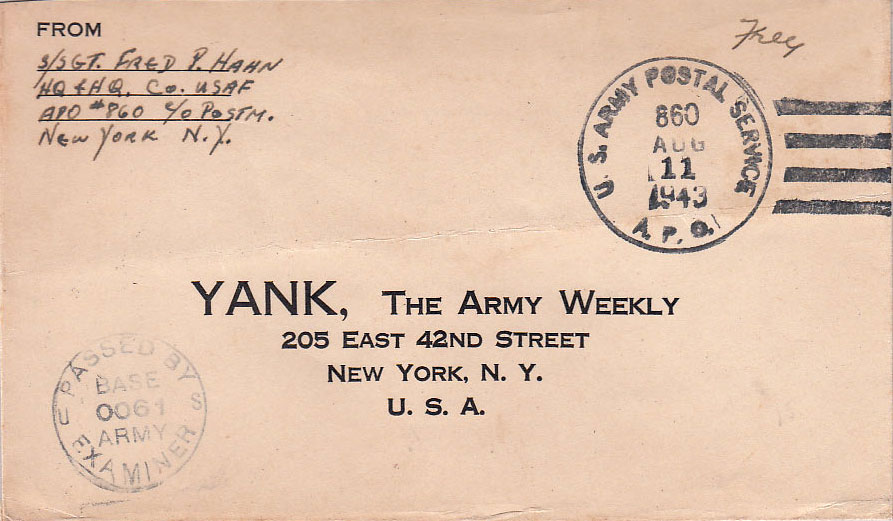 FROM
S/SGT. FRED P. HAHN
HQ & HQ. CO. USAF
APO #860 c/o POSTM.
NEW YORK N.Y.
Free
U. S. ARMY POSTAL SERVICE
860
AUG
11
1943
A. P. O.
YANK, THE ARMY WEEKLY
205 EAST 42ND STREET
NEW YORK, N. Y.
U. S. A.
PASSED BY
BASE
U 0061 S
ARMY
EXAMINER